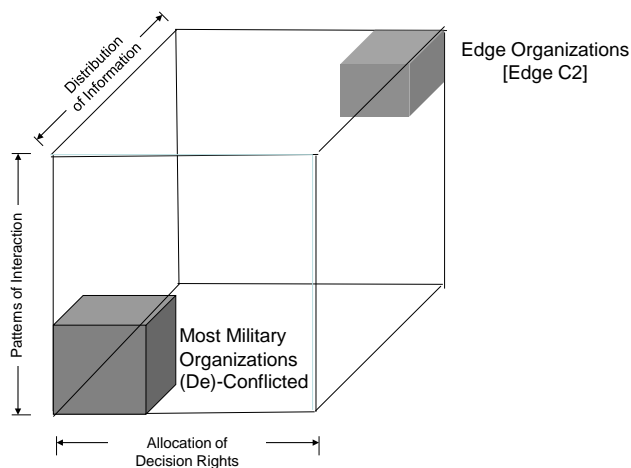 Distribution
of Information
Edge Organizations
[Edge C2]
Patterns of Interaction
Most Military
Organizations
(De)-Conflicted
Allocation of
Decision Rights